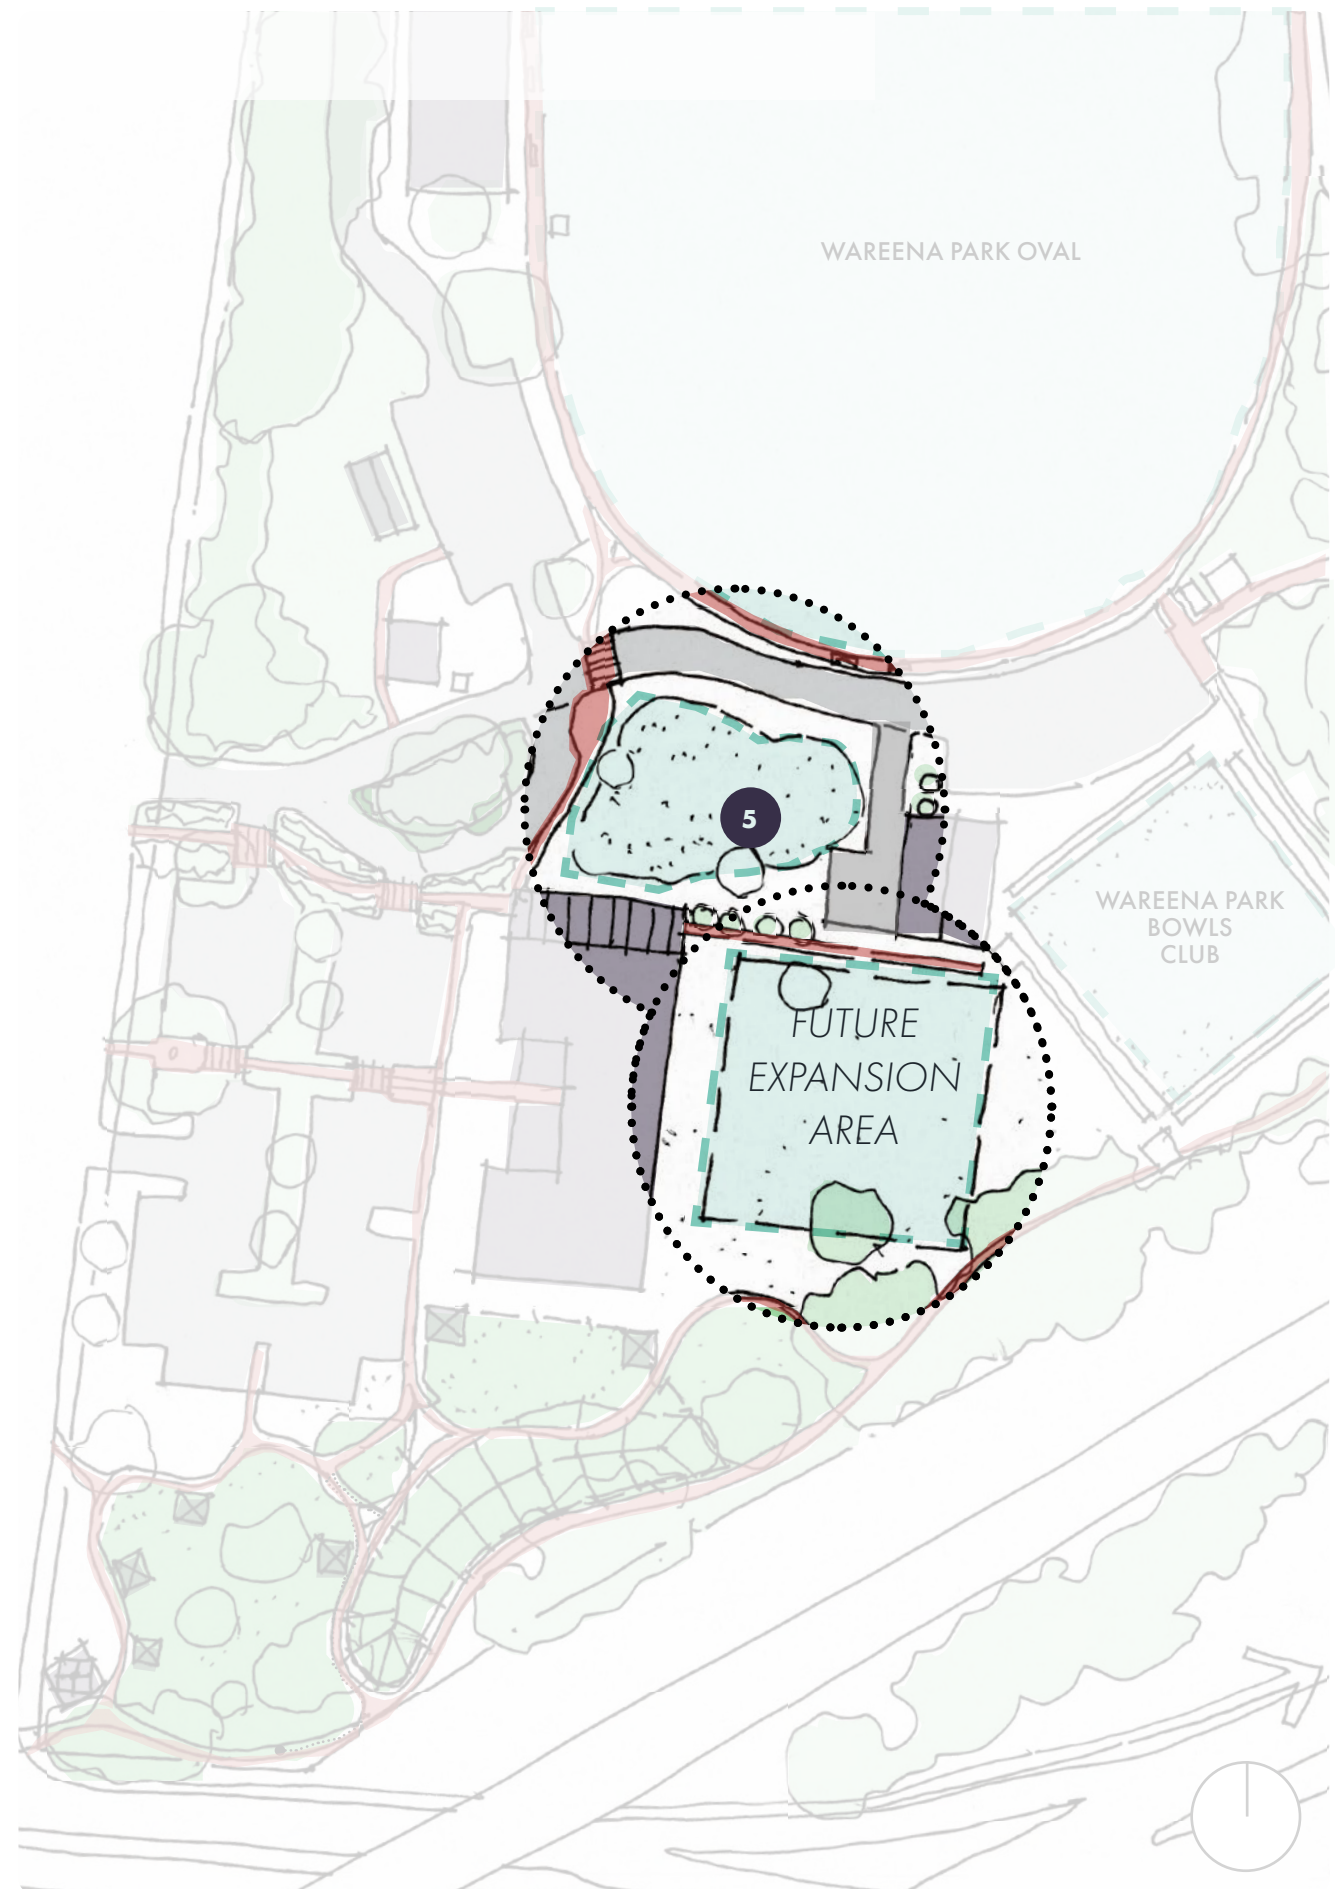 WAREENA PARK OVAL
5
WAREENA PARK
BOWLS
CLUB
FUTURE
EXPANSION
AREA